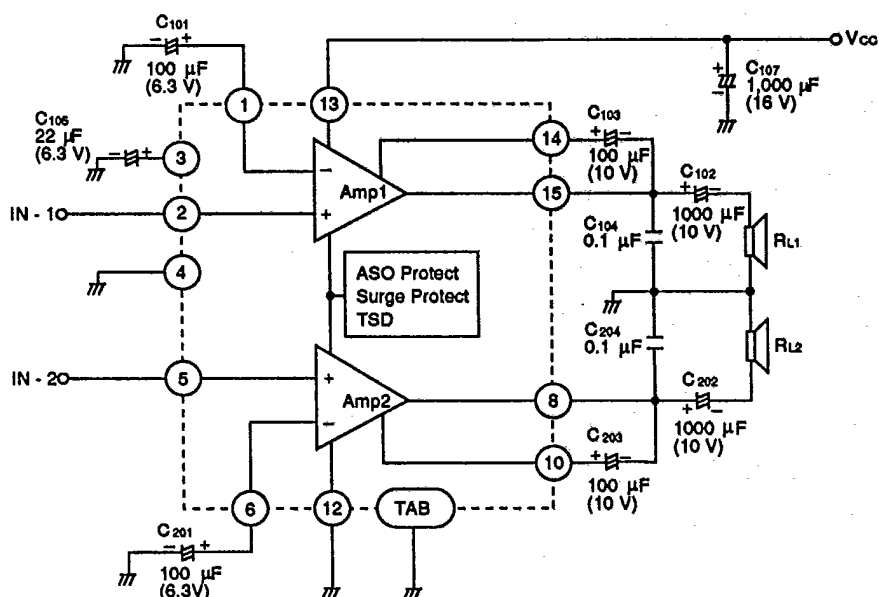 C101
− +
100 µF
(6.3 V)
1
13
VCC
+
−
C107
1,000 µF
(16 V)
C105
22 µF
(6.3 V)
− +
3
C103
+ −
100 µF
(10 V)
14
−
Amp1
+
15
C102
+ −
1000 µF
(10 V)
IN - 1
2
C104
0.1 µF
RL1
4
ASO Protect
Surge Protect
TSD
C204
0.1 µF
RL2
IN - 2
5
+
Amp2
−
8
C202
+ −
1000 µF
(10 V)
C203
+ −
100 µF
(10 V)
10
6
12
TAB
C201
− +
100 µF
(6.3V)